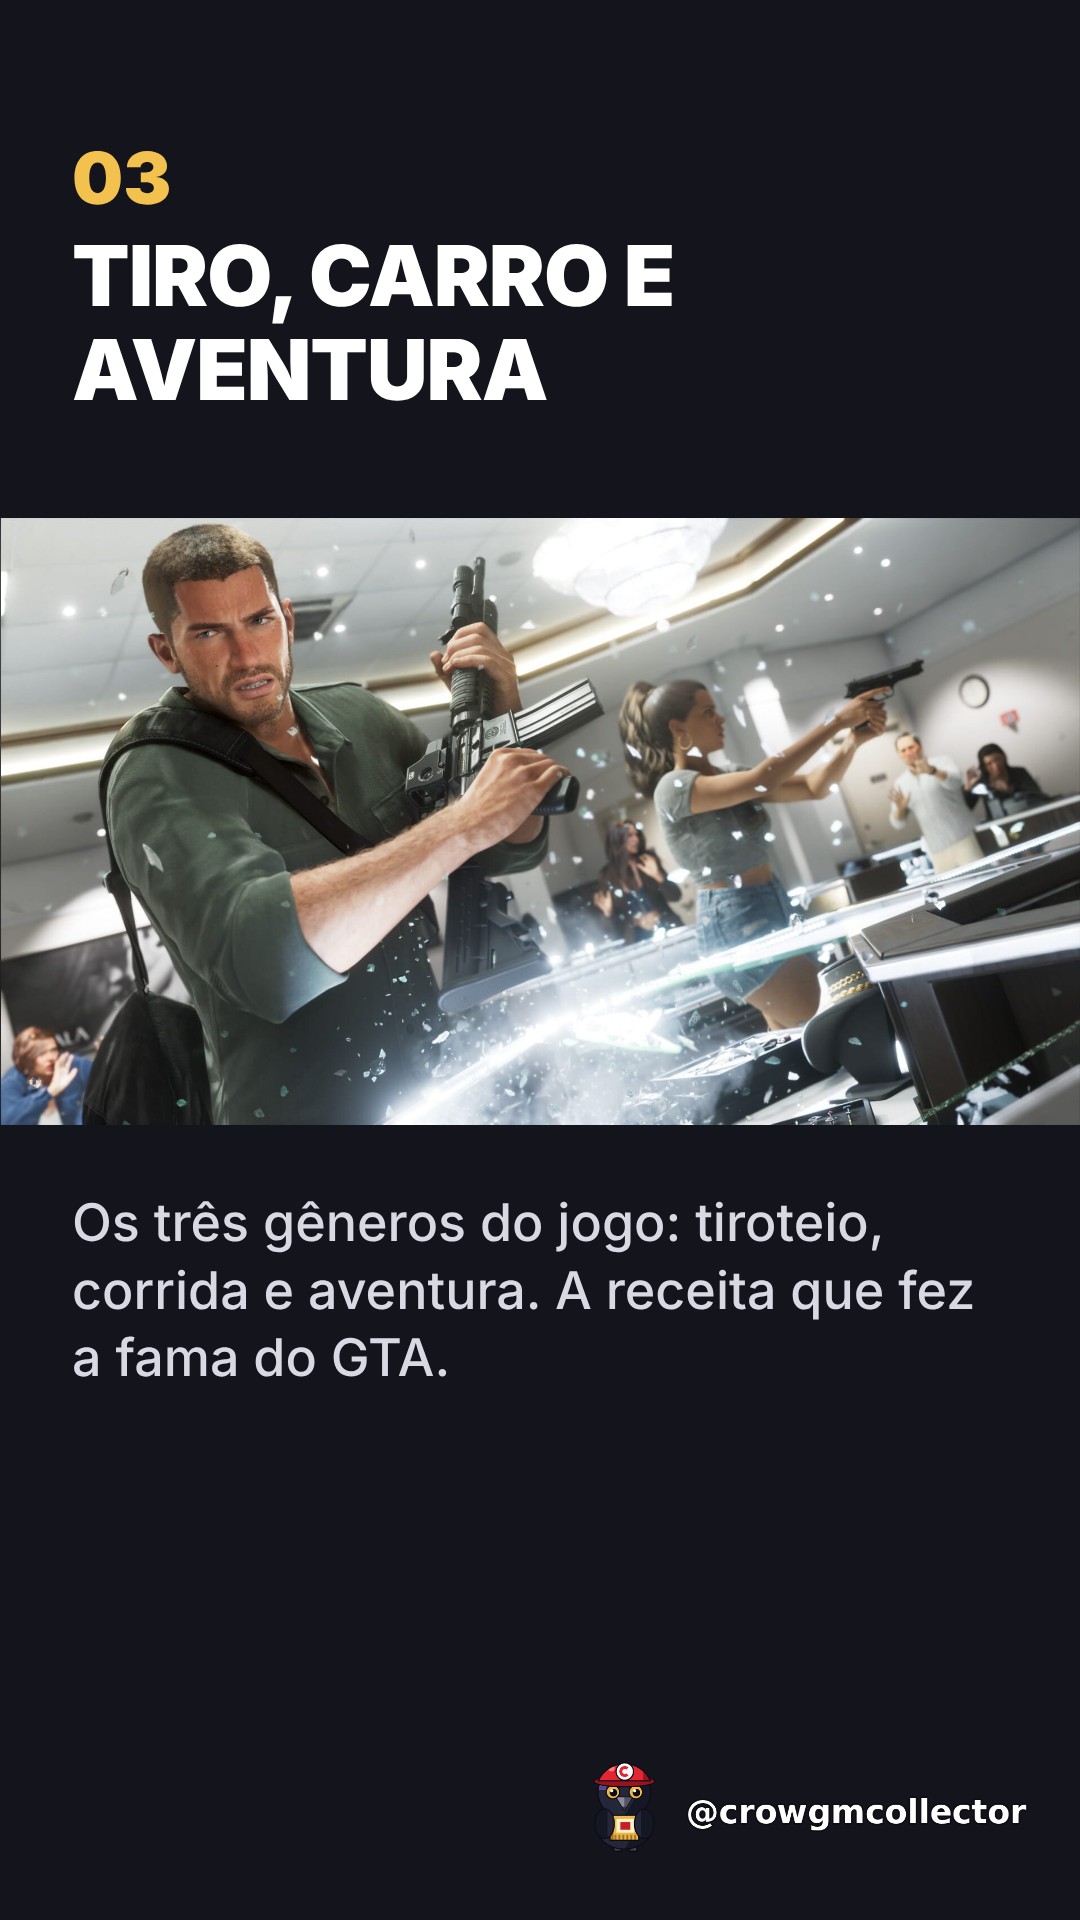 03
TIRO, CARRO E
AVENTURA
Os três gêneros do jogo: tiroteio,
corrida e aventura. A receita que fez
a fama do GTA.
C
@crowgmcollector